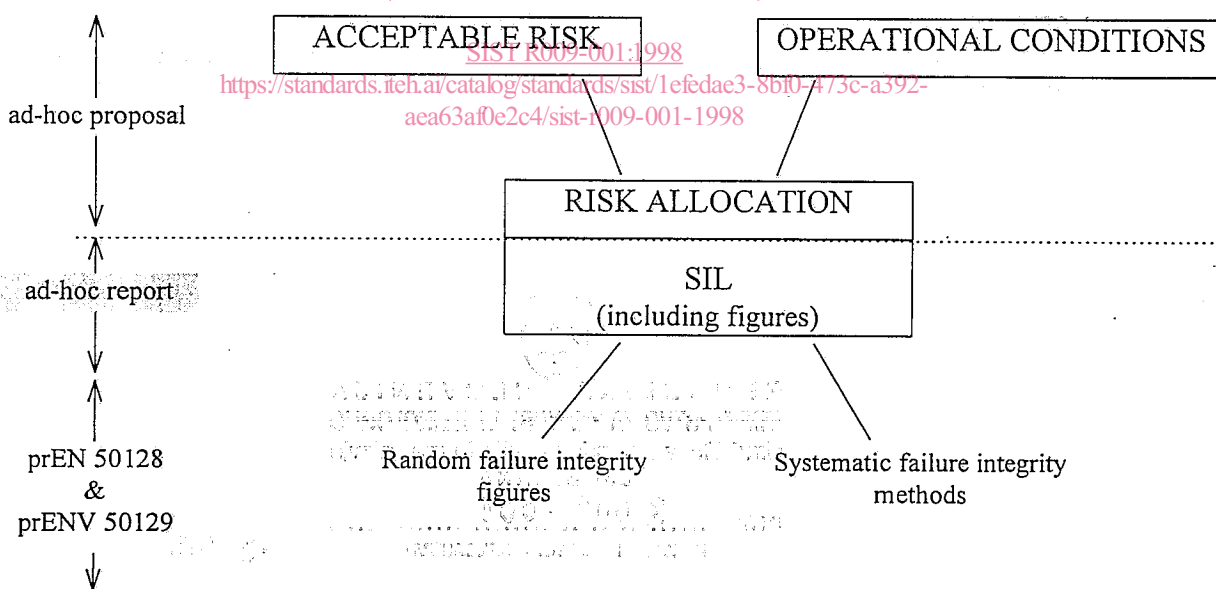 ACCEPTABLE RISK
OPERATIONAL CONDITIONS
SIST R009-001:1998
https://standards.iteh.ai/catalog/standards/sist/1efedae3-8bf0-473c-a392-
aea63af0e2c4/sist-r009-001-1998
ad-hoc proposal
RISK ALLOCATION
ad-hoc report
SIL
(including figures)
prEN 50128
&
prENV 50129
Random failure integrity
figures
Systematic failure integrity
methods